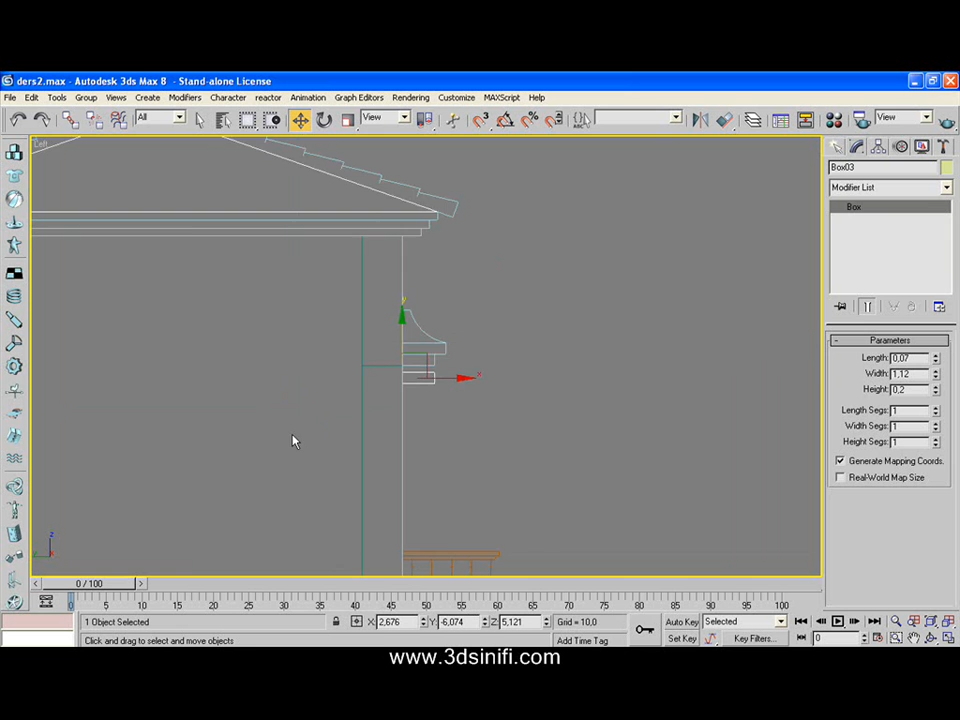 ders2.max - Autodesk 3ds Max 8 - Stand-alone License
File Edit Tools Group Views Create Modifiers Character reactor Animation Graph Editors Rendering Customize MAXScript Help
All View View
Left
Box03
Modifier List
Box
- Parameters
Length: 0,07
Width: 1,12
Height: 0,2
Length Segs: 1
Width Segs: 1
Height Segs: 1
Generate Mapping Coords.
Real-World Map Size
y
x
z
x
0 / 100
0 5 10 15 20 25 30 35 40 45 50 55 60 65 70 75 80 85 90 95 100
1 Object Selected X: 2,676 Y: -6,074 Z: 5,121 Grid = 10,0 Auto Key Selected
Click and drag to select and move objects Add Time Tag Set Key Key Filters... 0
www.3dsinifi.com